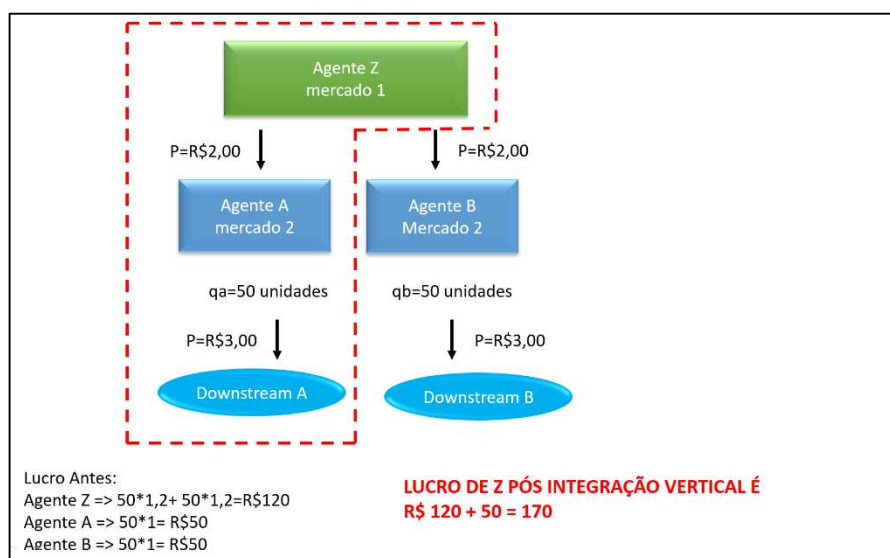 Agente Z
mercado 1
P=R$2,00
P=R$2,00
Agente A
mercado 2
Agente B
Mercado 2
qa=50 unidades
qb=50 unidades
P=R$3,00
P=R$3,00
Downstream A
Downstream B
Lucro Antes:
Agente Z => 50*1,2+ 50*1,2=R$120
Agente A => 50*1= R$50
Agente B => 50*1= R$50
LUCRO DE Z PÓS INTEGRAÇÃO VERTICAL É
R$ 120 + 50 = 170